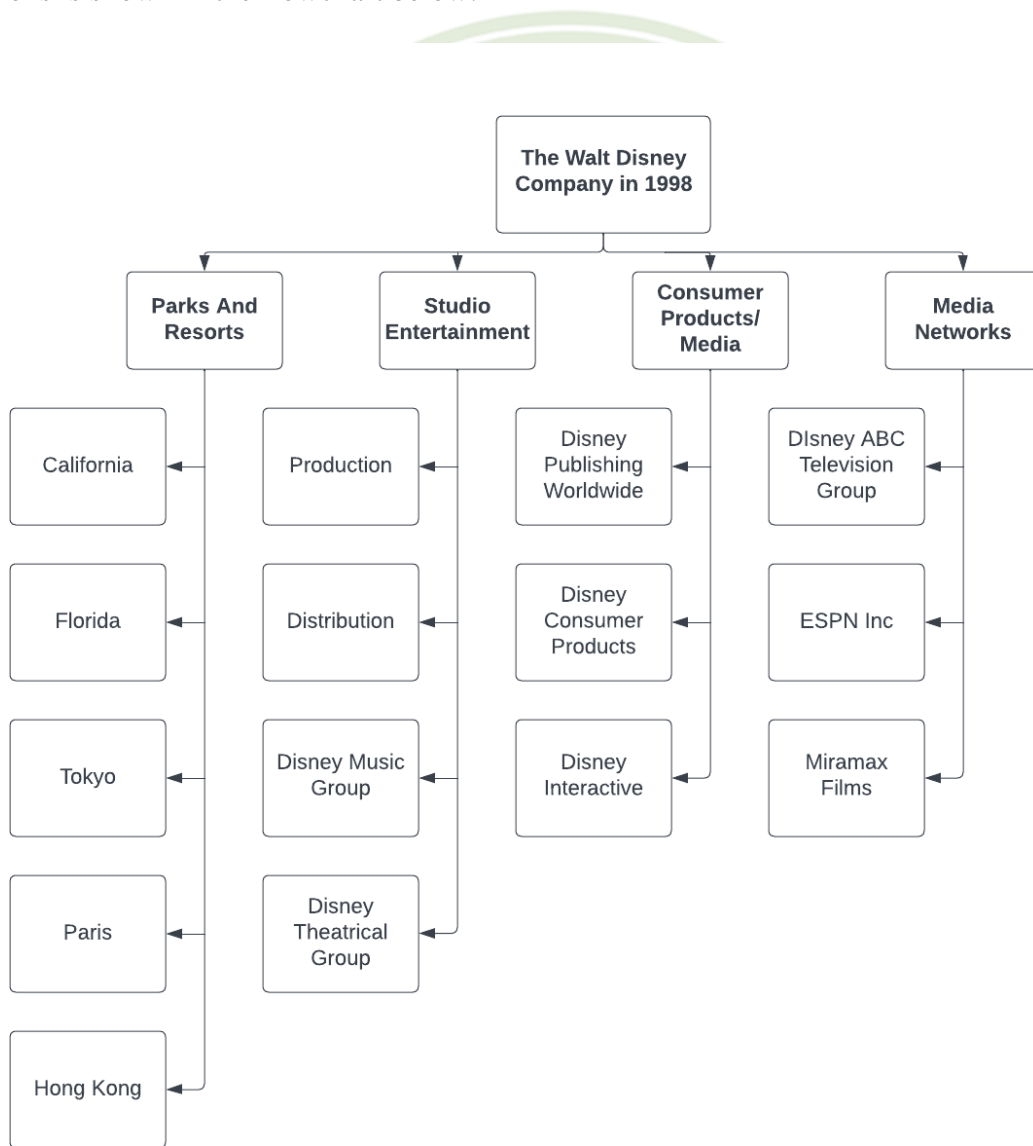 The Walt Disney
Company in 1998
Parks And
Resorts
Studio
Entertainment
Consumer
Products/
Media
Media
Networks
California
Production
Disney
Publishing
Worldwide
DIsney ABC
Television
Group
Florida
Distribution
Disney
Consumer
Products
ESPN Inc
Tokyo
Disney Music
Group
Disney
Interactive
Miramax
Films
Paris
Disney
Theatrical
Group
Hong Kong